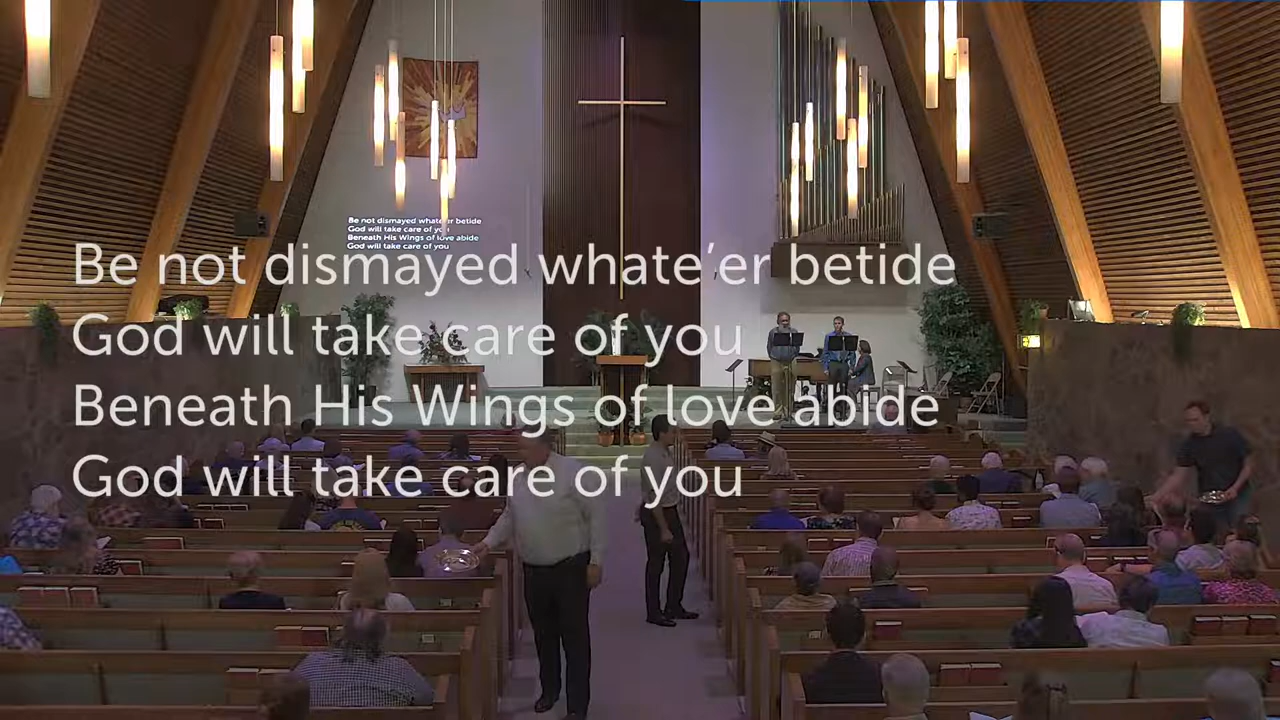 Be not dismayed whate'er betide
God will take care of you
Beneath His Wings of love abide
God will take care of you
Be not dismayed whate'er betide
God will take care of you
Beneath His Wings of love abide
God will take care of you